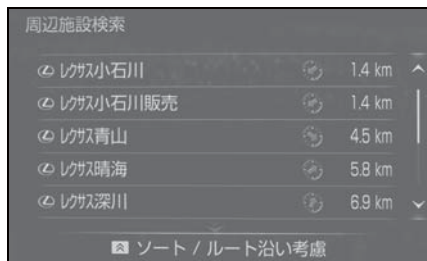 周辺施設検索
レクサス小石川 1.4 km
レクサス小石川販売 1.4 km
レクサス青山 4.5 km
レクサス晴海 5.8 km
レクサス深川 6.9 km
ソート / ルート沿い考慮